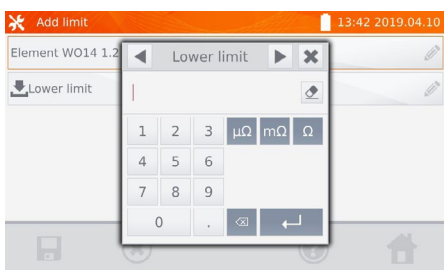 Add limit 13:42 2019.04.10
Element WO14 1.2
Lower limit
Lower limit
1 2 3 µΩ mΩ Ω
4 5 6
7 8 9
0 .